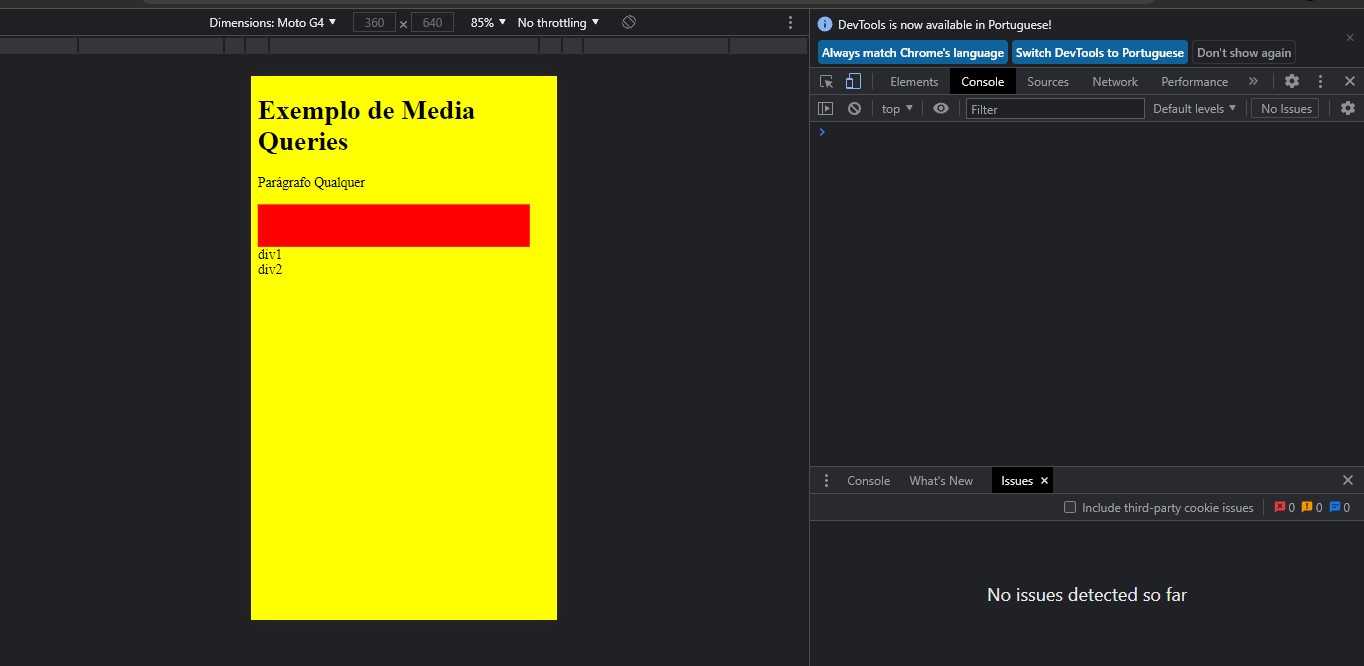 Dimensions: Moto G4 360 × 640 85% No throttling
Exemplo de Media
Queries
Parágrafo Qualquer
div1
div2
DevTools is now available in Portuguese!
Always match Chrome's language Switch DevTools to Portuguese Don't show again
Elements Console Sources Network Performance
top Filter Default levels No Issues
Console What's New Issues
Include third-party cookie issues 0 0 0
No issues detected so far